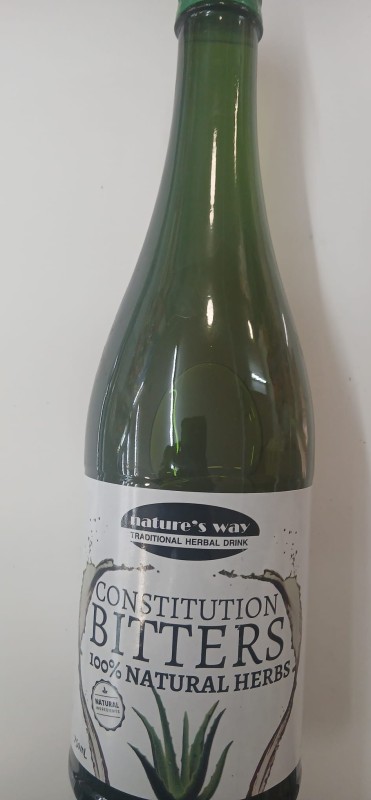 nature's way
TRADITIONAL HERBAL DRINK
CONSTITUTION
BITTERS
100% NATURAL HERBS
NATURAL